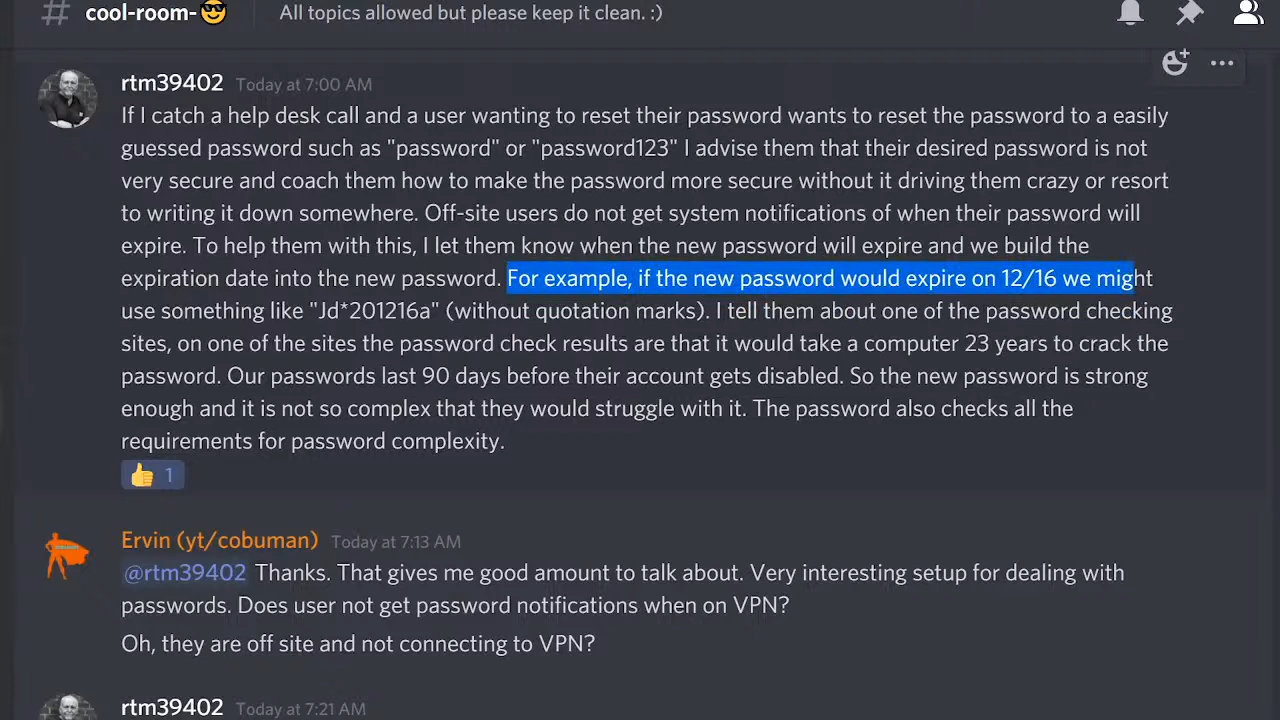 # cool-room-😎 All topics allowed but please keep it clean. :)
rtm39402 Today at 7:00 AM
If I catch a help desk call and a user wanting to reset their password wants to reset the password to a easily
guessed password such as "password" or "password123" I advise them that their desired password is not
very secure and coach them how to make the password more secure without it driving them crazy or resort
to writing it down somewhere. Off-site users do not get system notifications of when their password will
expire. To help them with this, I let them know when the new password will expire and we build the
expiration date into the new password. For example, if the new password would expire on 12/16 we might
use something like "Jd*201216a" (without quotation marks). I tell them about one of the password checking
sites, on one of the sites the password check results are that it would take a computer 23 years to crack the
password. Our passwords last 90 days before their account gets disabled. So the new password is strong
enough and it is not so complex that they would struggle with it. The password also checks all the
requirements for password complexity.
👍 1
Ervin (yt/cobuman) Today at 7:13 AM
@rtm39402 Thanks. That gives me good amount to talk about. Very interesting setup for dealing with
passwords. Does user not get password notifications when on VPN?
Oh, they are off site and not connecting to VPN?
rtm39402 Today at 7:21 AM